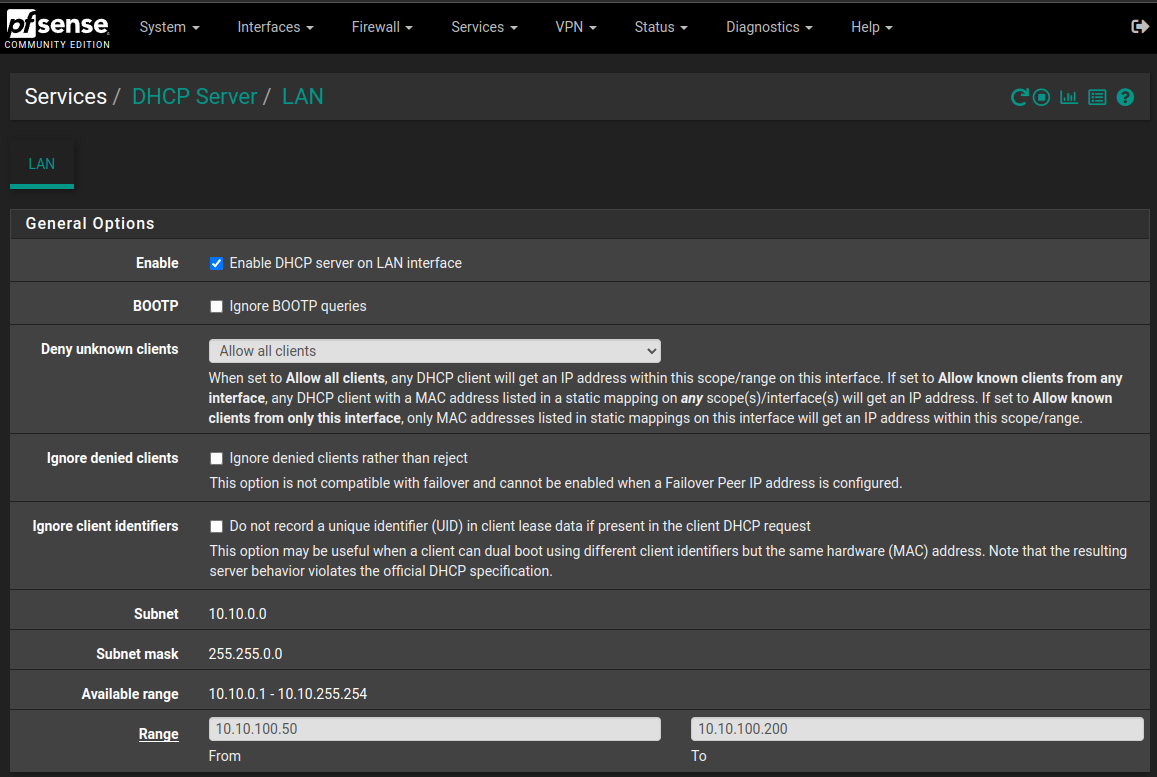 pfsense
COMMUNITY EDITION
System Interfaces Firewall Services VPN Status Diagnostics Help
Services / DHCP Server / LAN
LAN
General Options
Enable Enable DHCP server on LAN interface
BOOTP Ignore BOOTP queries
Deny unknown clients Allow all clients
When set to Allow all clients, any DHCP client will get an IP address within this scope/range on this interface. If set to Allow known clients from any
interface, any DHCP client with a MAC address listed in a static mapping on any scope(s)/interface(s) will get an IP address. If set to Allow known
clients from only this interface, only MAC addresses listed in static mappings on this interface will get an IP address within this scope/range.
Ignore denied clients Ignore denied clients rather than reject
This option is not compatible with failover and cannot be enabled when a Failover Peer IP address is configured.
Ignore client identifiers Do not record a unique identifier (UID) in client lease data if present in the client DHCP request
This option may be useful when a client can dual boot using different client identifiers but the same hardware (MAC) address. Note that the resulting
server behavior violates the official DHCP specification.
Subnet 10.10.0.0
Subnet mask 255.255.0.0
Available range 10.10.0.1 - 10.10.255.254
Range 10.10.100.50 10.10.100.200
From To